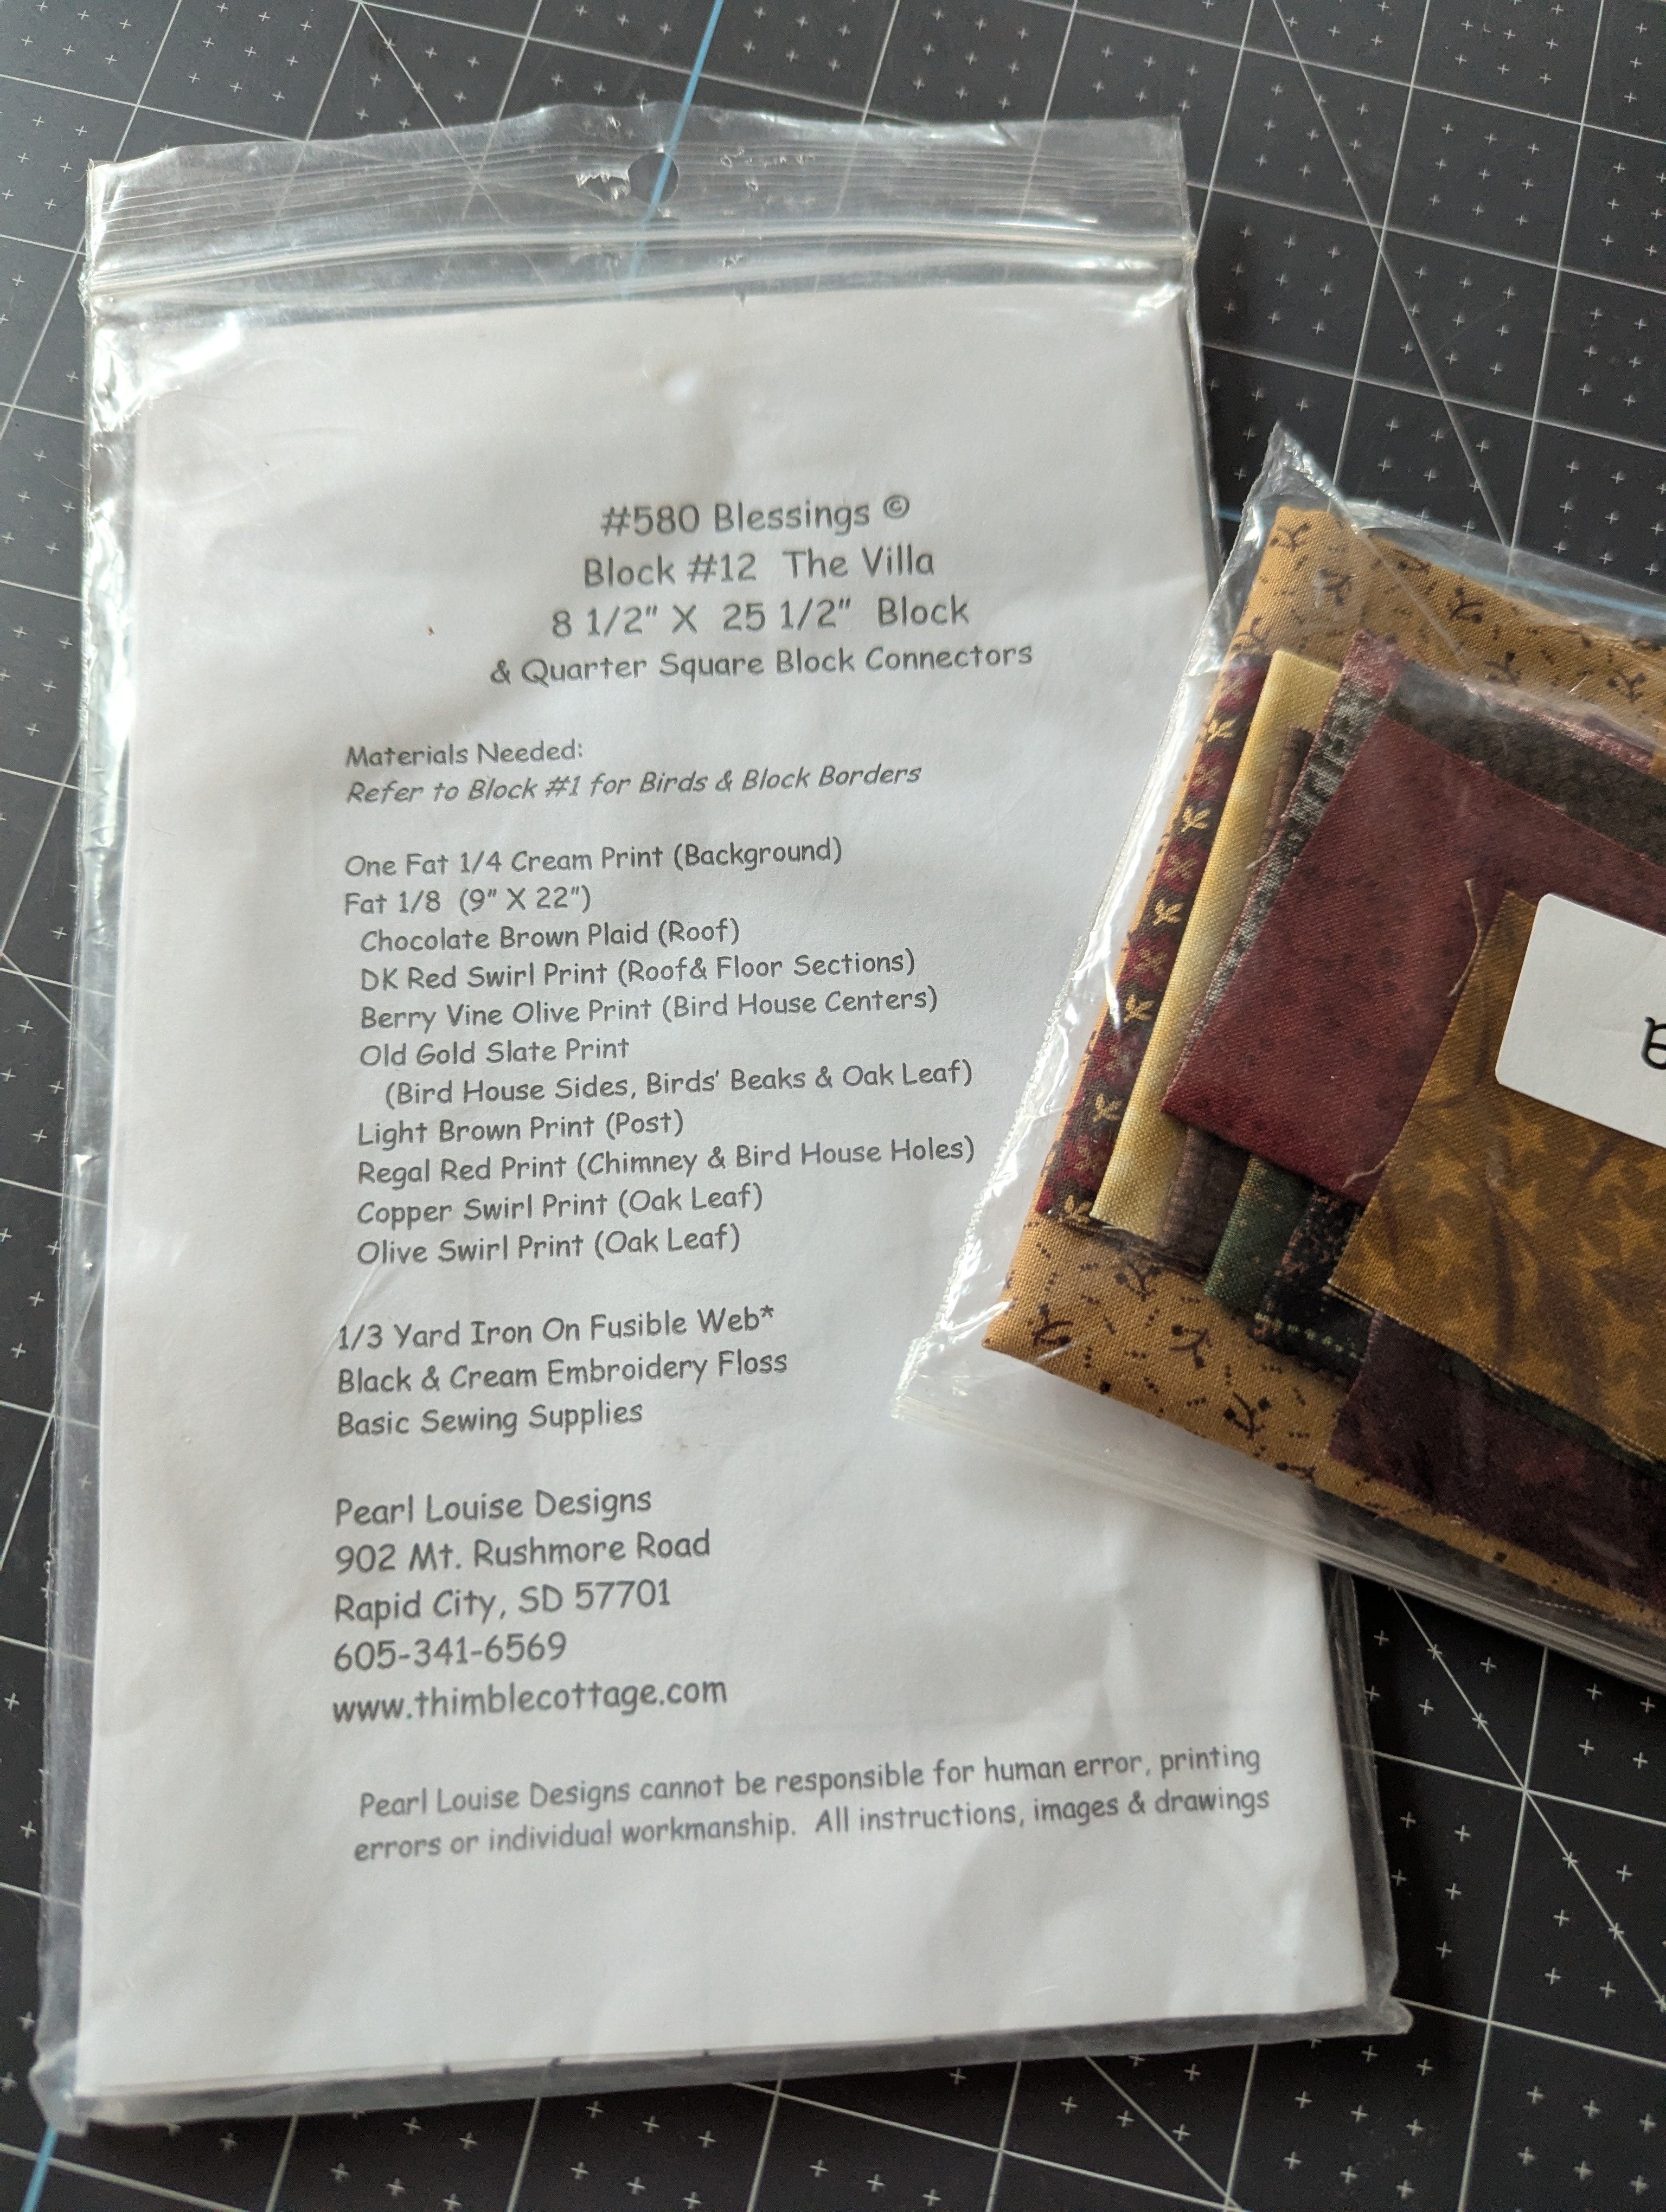 #580 Blessings ©
Block #12 The Villa
8 1/2" X 25 1/2" Block
& Quarter Square Block Connectors
Materials Needed:
Refer to Block #1 for Birds & Block Borders
One Fat 1/4 Cream Print (Background)
Fat 1/8 (9" X 22")
Chocolate Brown Plaid (Roof)
DK Red Swirl Print (Roof& Floor Sections)
Berry Vine Olive Print (Bird House Centers)
Old Gold Slate Print
(Bird House Sides, Birds' Beaks & Oak Leaf)
Light Brown Print (Post)
Regal Red Print (Chimney & Bird House Holes)
Copper Swirl Print (Oak Leaf)
Olive Swirl Print (Oak Leaf)
1/3 Yard Iron On Fusible Web*
Black & Cream Embroidery Floss
Basic Sewing Supplies
Pearl Louise Designs
902 Mt. Rushmore Road
Rapid City, SD 57701
605-341-6569
www.thimblecottage.com
Pearl Louise Designs cannot be responsible for human error, printing
errors or individual workmanship. All instructions, images & drawings